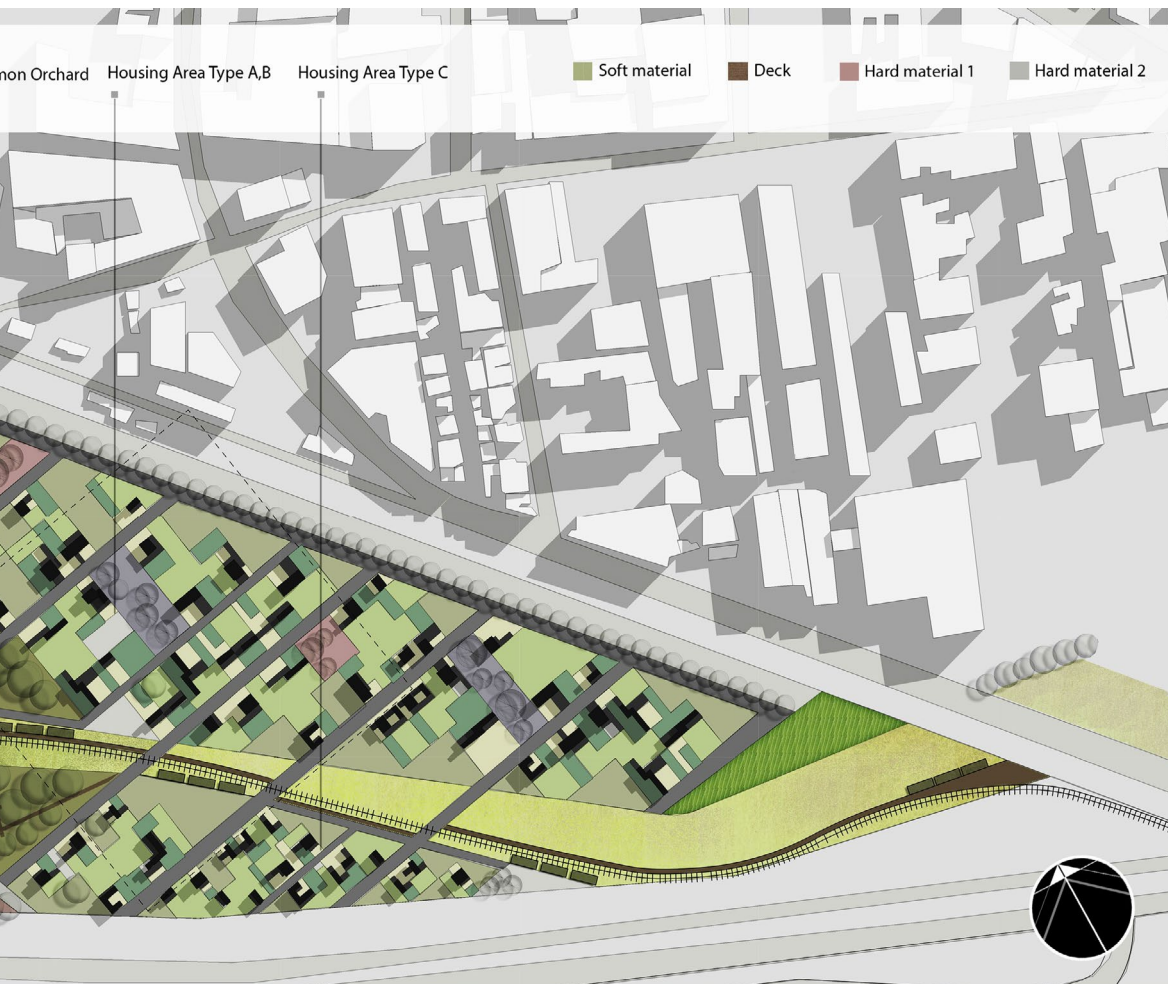 mon Orchard
Housing Area Type A,B
Housing Area Type C
Soft material
Deck
Hard material 1
Hard material 2